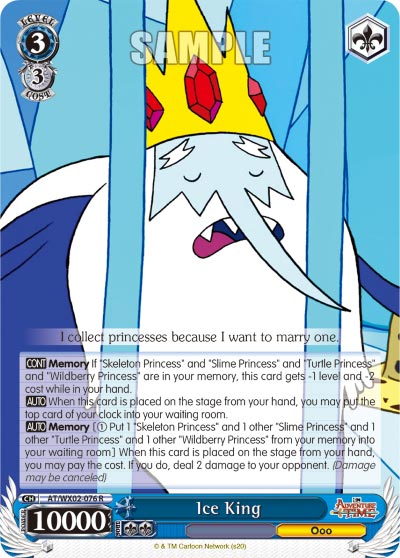 LEVEL
3
3
COST
SAMPLE
I collect princesses because I want to marry one.
CONT Memory If "Skeleton Princess" and "Slime Princess" and "Turtle Princess"
and "Wildberry Princess" are in your memory, this card gets -1 level and -2
cost while in your hand.
AUTO When this card is placed on the stage from your hand, you may put the
top card of your clock into your waiting room.
AUTO Memory [① Put 1 "Skeleton Princess" and 1 other "Slime Princess" and 1
other "Turtle Princess" and 1 other "Wildberry Princess" from your memory into
your waiting room] When this card is placed on the stage from your hand,
you may pay the cost. If you do, deal 2 damage to your opponent. (Damage
may be canceled)
CH AT/WX02-076 R
Ice King
ADVENTURE TIME
POWER
10000
SOUL
Ooo
© & TM Cartoon Network (s20)